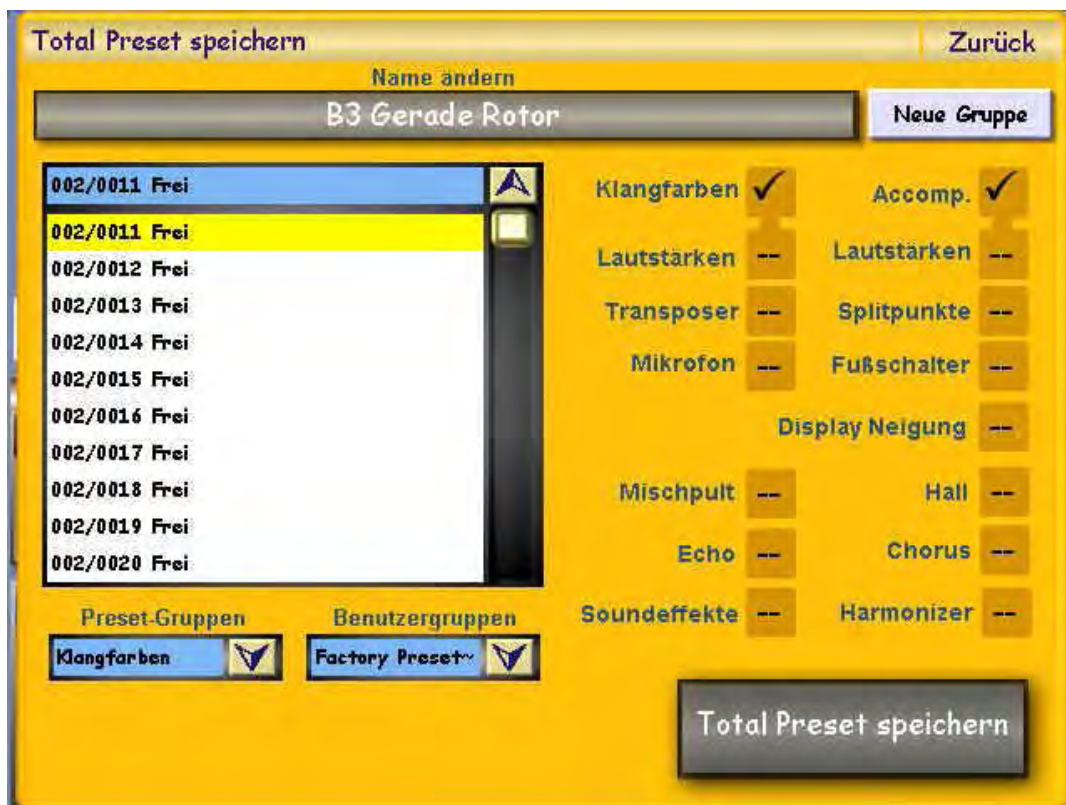 Total Preset speichern
Zurück
Name ändern
B3 Gerade Rotor
Neue Gruppe
002/0011 Frei
002/0011 Frei
002/0012 Frei
002/0013 Frei
002/0014 Frei
002/0015 Frei
002/0016 Frei
002/0017 Frei
002/0018 Frei
002/0019 Frei
002/0020 Frei
Preset-Gruppen
Benutzergruppen
Klangfarben
Factory Preset~
Klangfarben ✓
Accomp. ✓
Lautstärken --
Lautstärken --
Transposer --
Splitpunkte --
Mikrofon --
Fußschalter --
Display Neigung --
Mischpult --
Hall --
Echo --
Chorus --
Soundeffekte --
Harmonizer --
Total Preset speichern